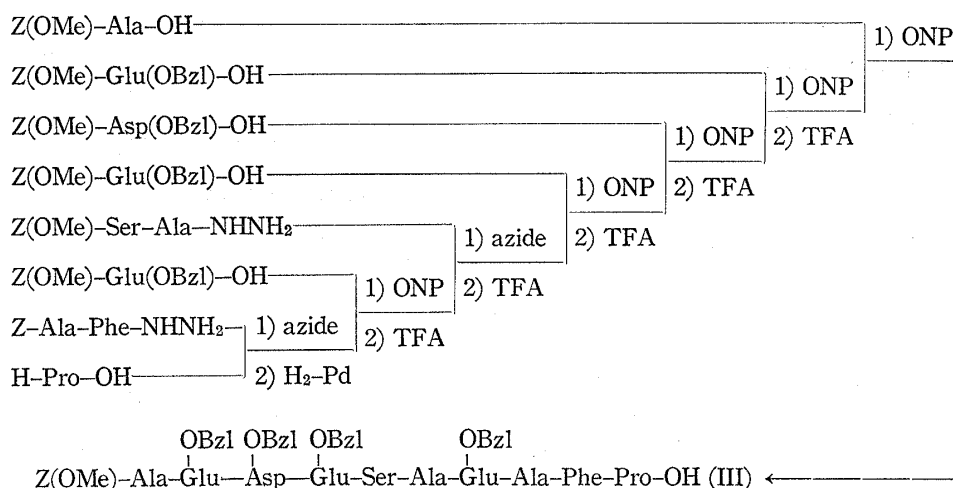 Z(OMe)–Ala–OH
1) ONP
Z(OMe)–Glu(OBzl)–OH
1) ONP
Z(OMe)–Asp(OBzl)–OH
1) ONP
2) TFA
Z(OMe)–Glu(OBzl)–OH
1) ONP
2) TFA
Z(OMe)–Ser–Ala–NHNH₂
1) azide
2) TFA
Z(OMe)–Glu(OBzl)–OH
1) ONP
2) TFA
Z–Ala–Phe–NHNH₂
1) azide
2) TFA
H–Pro–OH
2) H₂–Pd
OBzl OBzl OBzl OBzl
Z(OMe)–Ala–Glu–Asp–Glu–Ser–Ala–Glu–Ala–Phe–Pro–OH (III)